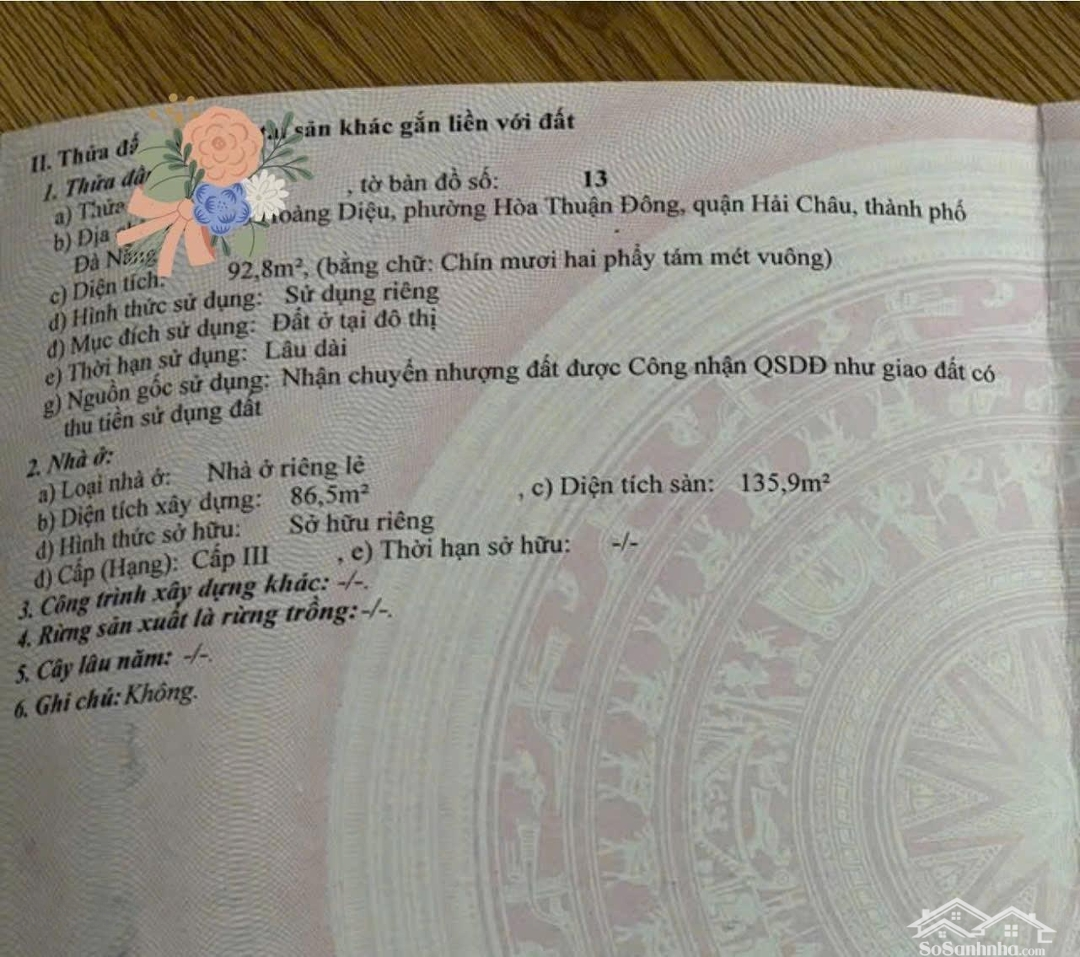 II. Thửa đấ tài sản khác gắn liền với đất
1. Thửa đất
a) Thửa , tờ bản đồ số: 13
b) Địa Hoàng Diệu, phường Hòa Thuận Đông, quận Hải Châu, thành phố
Đà Nẵng
c) Diện tích: 92,8m², (bằng chữ: Chín mươi hai phẩy tám mét vuông)
d) Hình thức sử dụng: Sử dụng riêng
đ) Mục đích sử dụng: Đất ở tại đô thị
e) Thời hạn sử dụng: Lâu dài
g) Nguồn gốc sử dụng: Nhận chuyển nhượng đất được Công nhận QSDĐ như giao đất có
thu tiền sử dụng đất
2. Nhà ở:
a) Loại nhà ở: Nhà ở riêng lẻ
b) Diện tích xây dựng: 86,5m² , c) Diện tích sàn: 135,9m²
d) Hình thức sở hữu: Sở hữu riêng
đ) Cấp (Hạng): Cấp III , e) Thời hạn sở hữu: -/-
3. Công trình xây dựng khác: -/-.
4. Rừng sản xuất là rừng trồng: -/-.
5. Cây lâu năm: -/-.
6. Ghi chú: Không.
SoSanhnha.com